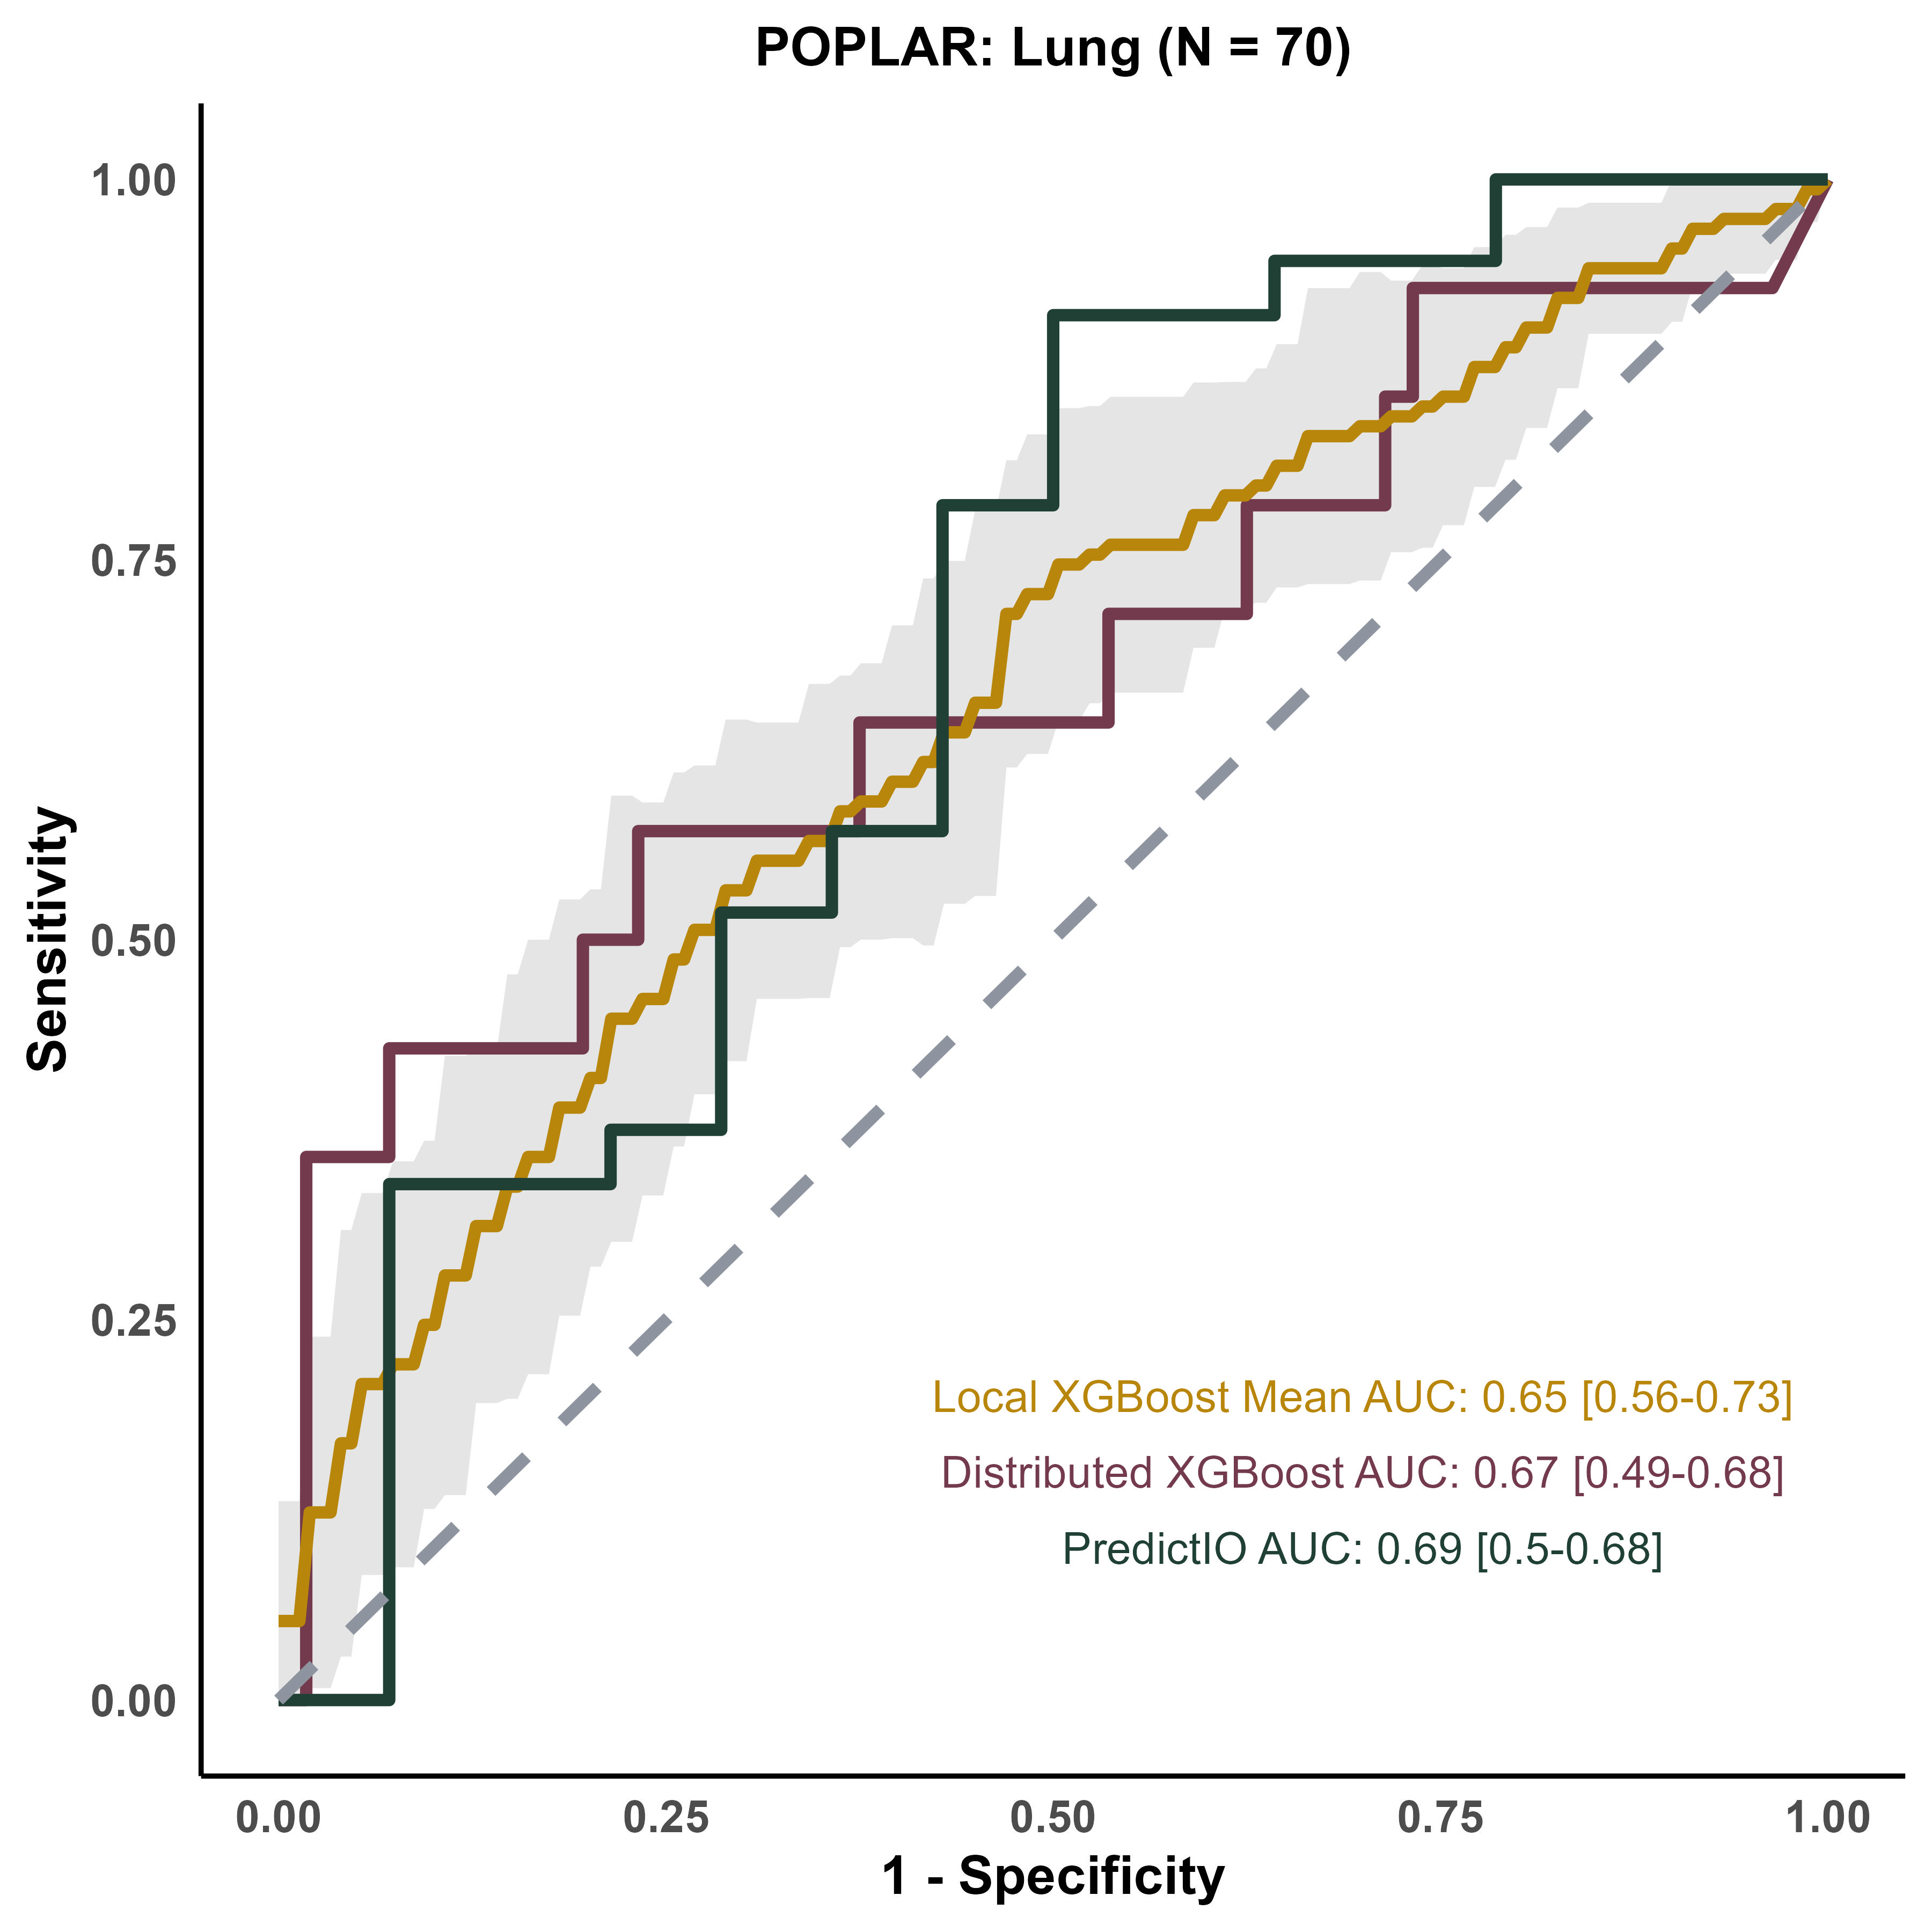 POPLAR: Lung (N = 70)
1.00
0.75
0.50
0.25
0.00
Sensitivity
Local XGBoost Mean AUC: 0.65 [0.56-0.73]
Distributed XGBoost AUC: 0.67 [0.49-0.68]
PredictIO AUC: 0.69 [0.5-0.68]
0.00 0.25 0.50 0.75 1.00
1 - Specificity